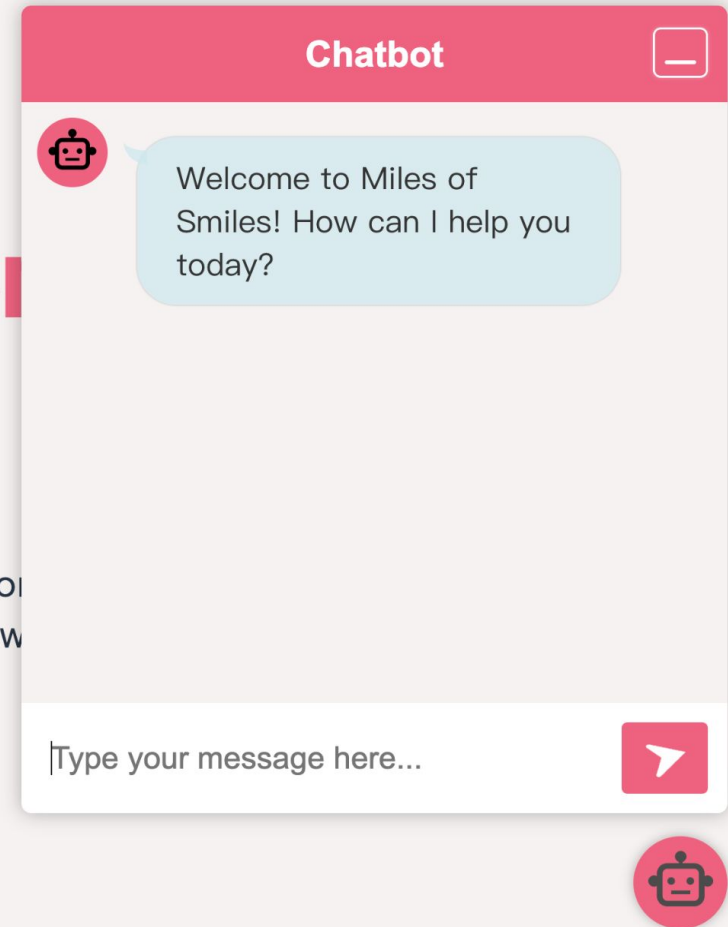 Chatbot
Welcome to Miles of
Smiles! How can I help you
today?
Type your message here...